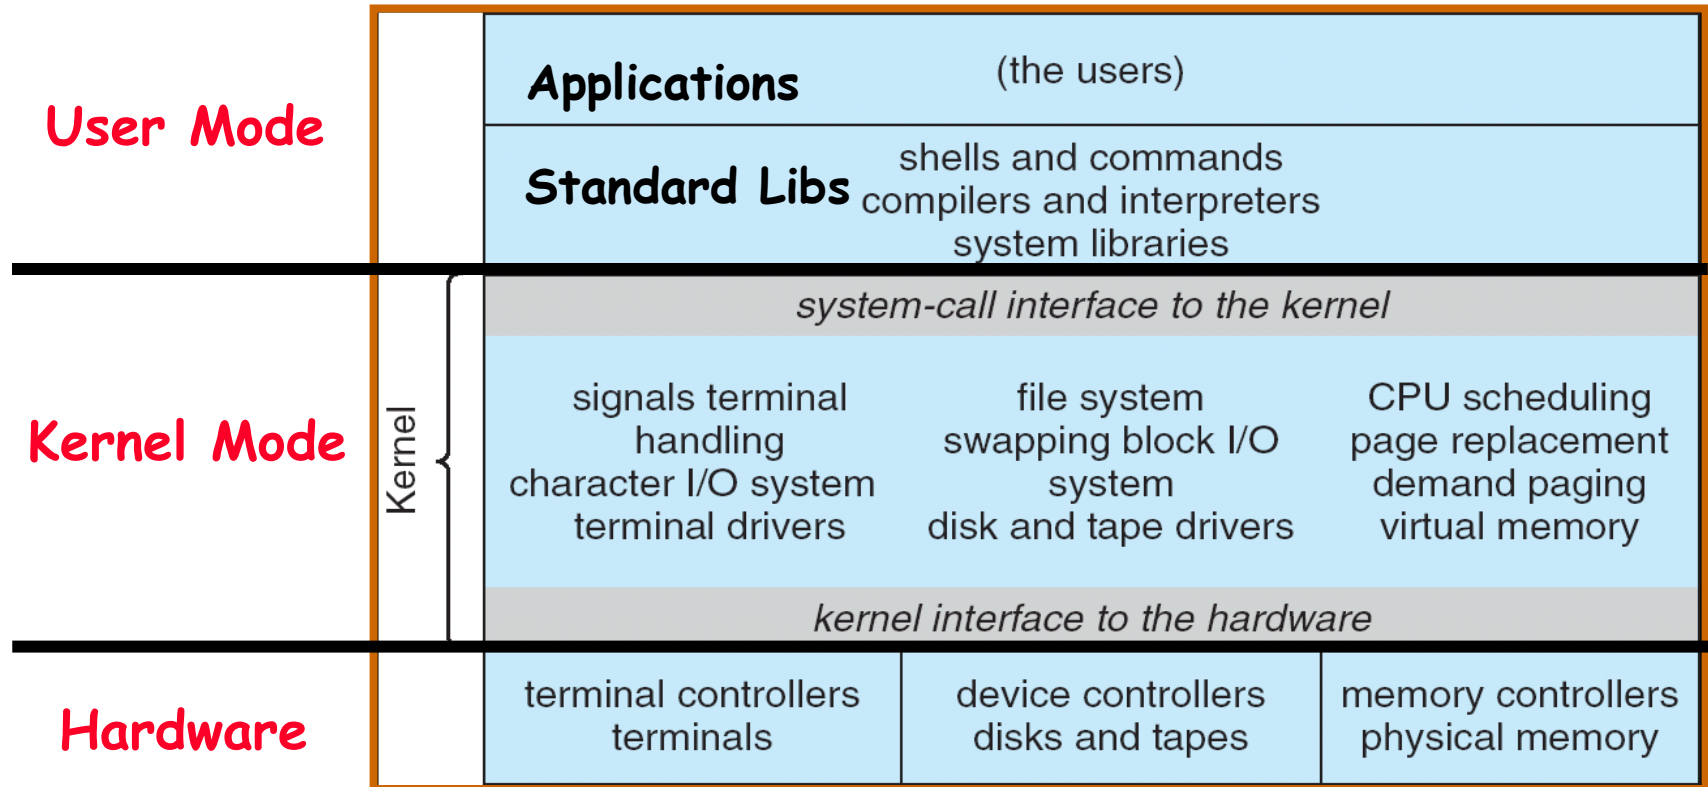 User Mode
Applications
(the users)
Standard Libs
shells and commands
compilers and interpreters
system libraries
Kernel Mode
Kernel
system-call interface to the kernel
signals terminal
handling
character I/O system
terminal drivers
file system
swapping block I/O
system
disk and tape drivers
CPU scheduling
page replacement
demand paging
virtual memory
kernel interface to the hardware
Hardware
terminal controllers
terminals
device controllers
disks and tapes
memory controllers
physical memory